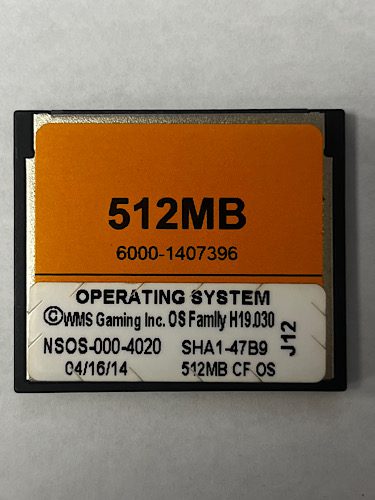 512MB
6000-1407396
OPERATING SYSTEM
©WMS Gaming Inc. OS Family H19.030
NSOS-000-4020 SHA1-47B9
04/16/14 512MB CF OS
J12